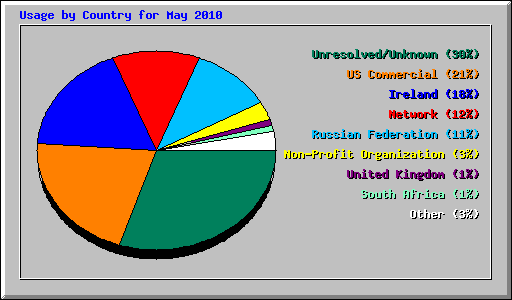 Usage by Country for May 2010
Unresolved/Unknown (30%)
US Commercial (21%)
Ireland (18%)
Network (12%)
Russian Federation (11%)
Non-Profit Organization (3%)
United Kingdom (1%)
South Africa (1%)
Other (3%)